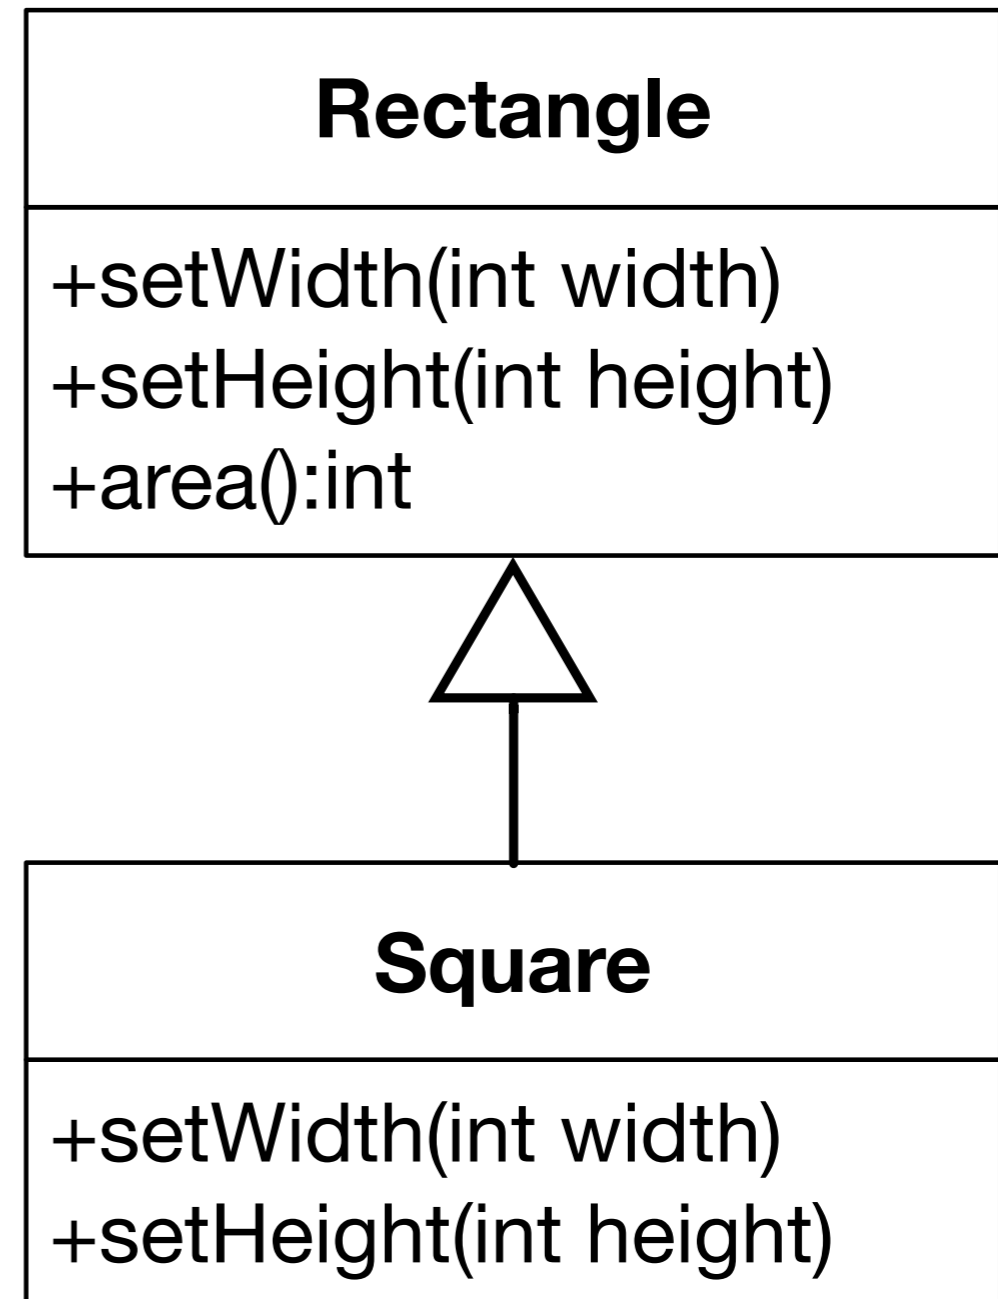 Rectangle
+setWidth(int width)
+setHeight(int height)
+area():int
Square
+setWidth(int width)
+setHeight(int height)